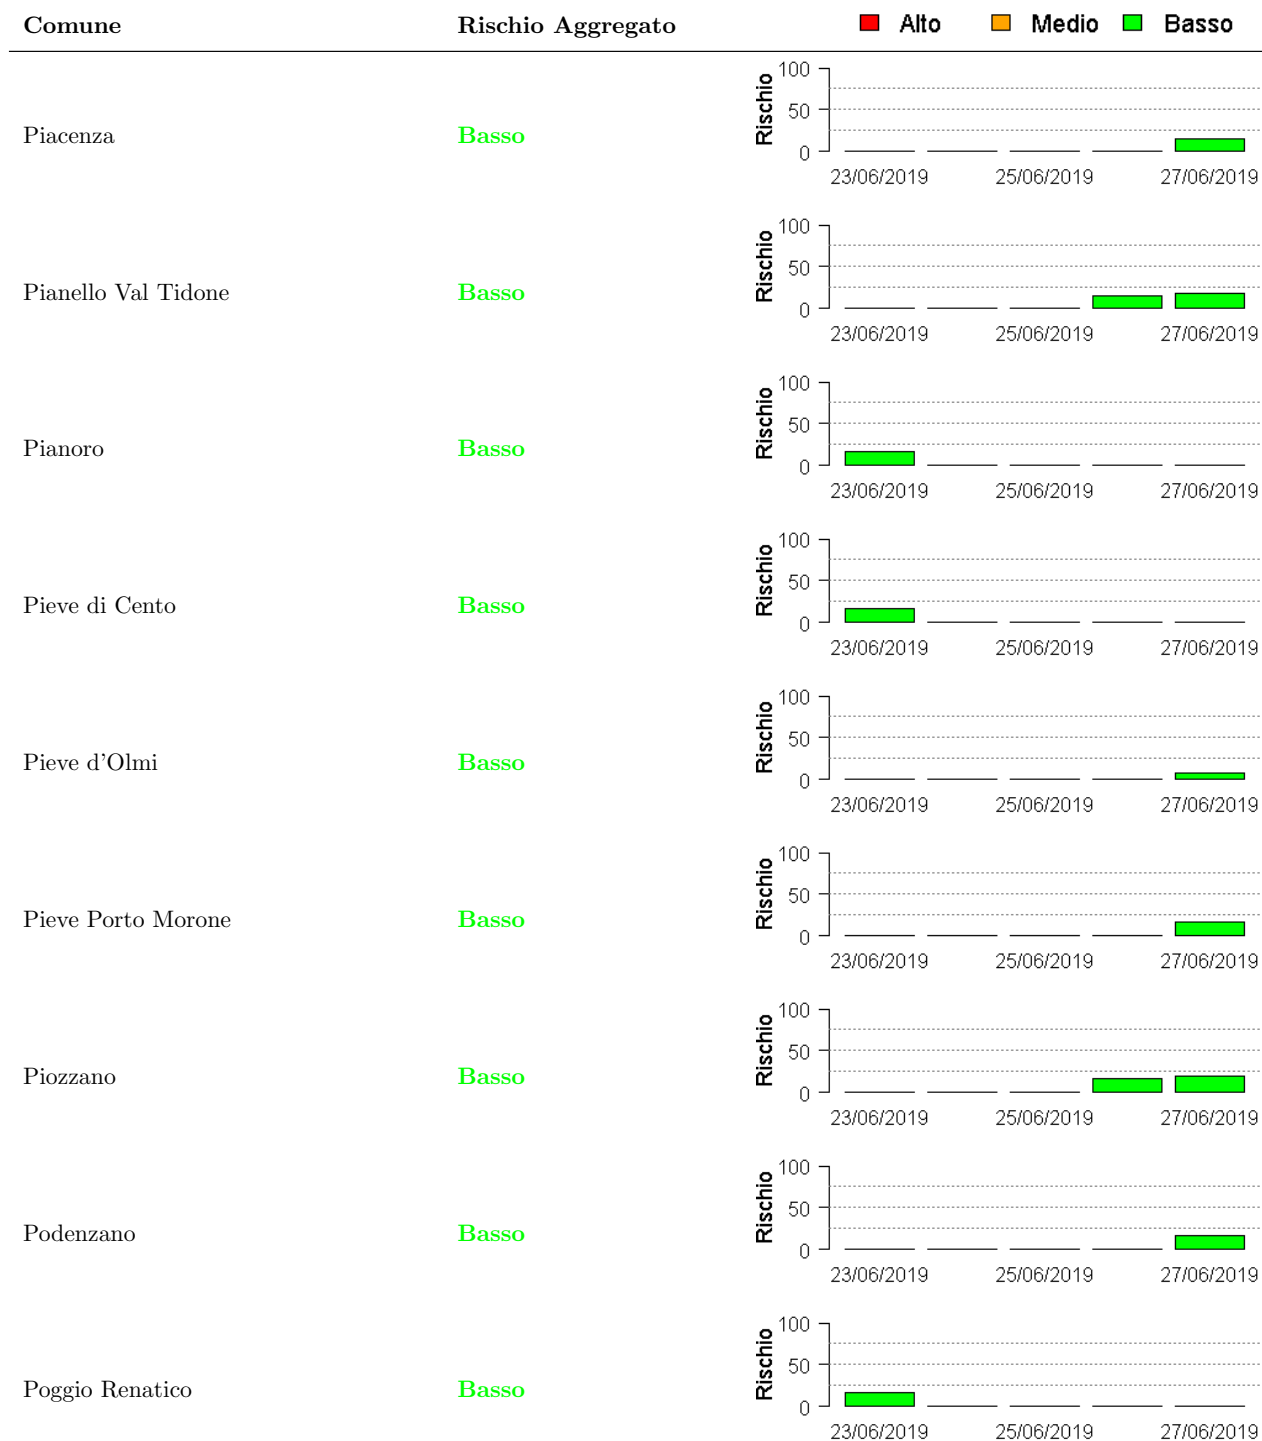 Comune Rischio Aggregato Alto Medio Basso
Piacenza Basso Rischio 100 50 0
23/06/2019 25/06/2019 27/06/2019
Pianello Val Tidone Basso Rischio 100 50 0
23/06/2019 25/06/2019 27/06/2019
Pianoro Basso Rischio 100 50 0
23/06/2019 25/06/2019 27/06/2019
Pieve di Cento Basso Rischio 100 50 0
23/06/2019 25/06/2019 27/06/2019
Pieve d'Olmi Basso Rischio 100 50 0
23/06/2019 25/06/2019 27/06/2019
Pieve Porto Morone Basso Rischio 100 50 0
23/06/2019 25/06/2019 27/06/2019
Piozzano Basso Rischio 100 50 0
23/06/2019 25/06/2019 27/06/2019
Podenzano Basso Rischio 100 50 0
23/06/2019 25/06/2019 27/06/2019
Poggio Renatico Basso Rischio 100 50 0
23/06/2019 25/06/2019 27/06/2019